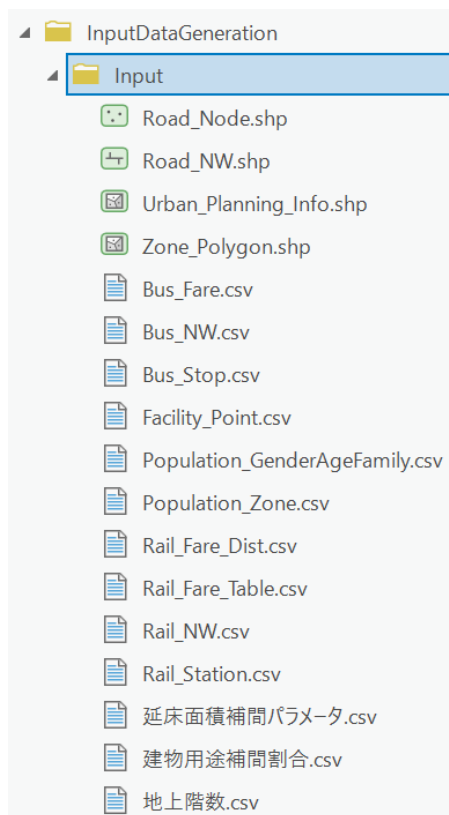 InputDataGeneration
Input
Road_Node.shp
Road_NW.shp
Urban_Planning_Info.shp
Zone_Polygon.shp
Bus_Fare.csv
Bus_NW.csv
Bus_Stop.csv
Facility_Point.csv
Population_GenderAgeFamily.csv
Population_Zone.csv
Rail_Fare_Dist.csv
Rail_Fare_Table.csv
Rail_NW.csv
Rail_Station.csv
延床面積補間パラメータ.csv
建物用途補間割合.csv
地上階数.csv